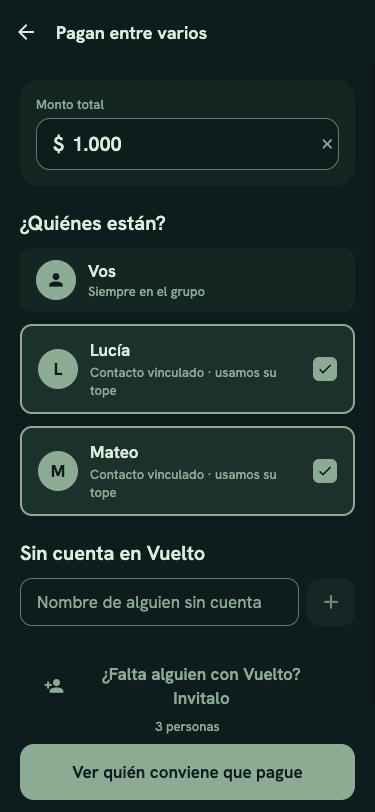 Pagan entre varios
Monto total
$ 1.000
¿Quiénes están?
Vos
Siempre en el grupo
L
Lucía
Contacto vinculado · usamos su
tope
M
Mateo
Contacto vinculado · usamos su
tope
Sin cuenta en Vuelto
Nombre de alguien sin cuenta
¿Falta alguien con Vuelto?
Invitalo
3 personas
Ver quién conviene que pague